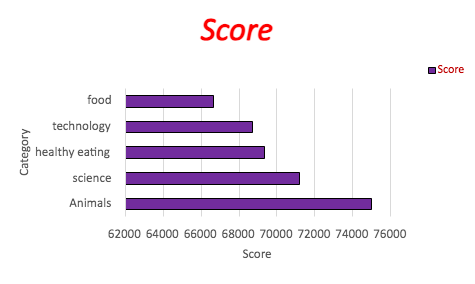 Score
Score
food
technology
healthy eating
science
Animals
Category
62000 64000 66000 68000 70000 72000 74000 76000
Score